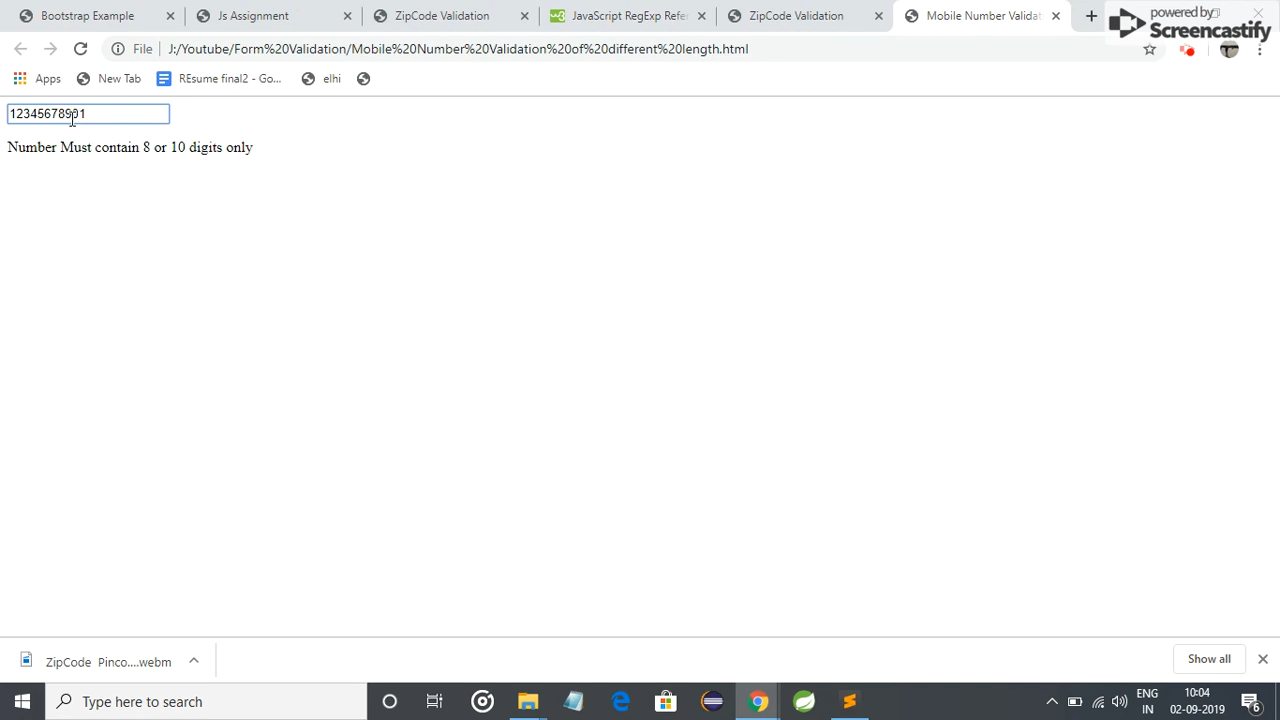 Bootstrap Example
Js Assignment
ZipCode Validation
JavaScript RegExp Refer
ZipCode Validation
Mobile Number Validat
powered by
Screencastify
File
J:/Youtube/Form%20Validation/Mobile%20Number%20Validation%20of%20different%20length.html
Apps
New Tab
REsume final2 - Go...
elhi
12345678901
Number Must contain 8 or 10 digits only
ZipCode Pinco....webm
Show all
Type here to search
ENG
IN
10:04
02-09-2019
6